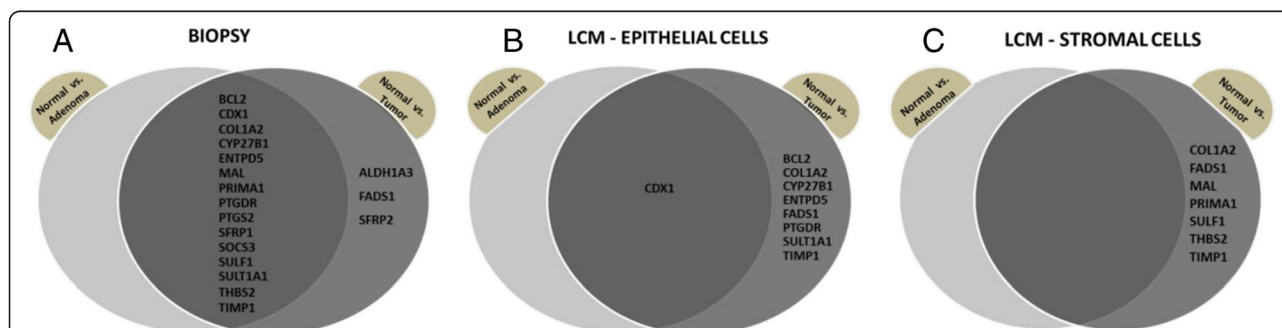 A
BIOPSY
Normal vs.
Adenoma
Normal vs.
Tumor
BCL2
CDX1
COL1A2
CYP27B1
ENTPD5
MAL
PRIMA1
PTGDR
PTGS2
SFRP1
SOCS3
SULF1
SULT1A1
THBS2
TIMP1
ALDH1A3
FADS1
SFRP2
B
LCM - EPITHELIAL CELLS
Normal vs.
Adenoma
Normal vs.
Tumor
CDX1
BCL2
COL1A2
CYP27B1
ENTPD5
FADS1
PTGDR
SULT1A1
TIMP1
C
LCM - STROMAL CELLS
Normal vs.
Adenoma
Normal vs.
Tumor
COL1A2
FADS1
MAL
PRIMA1
SULF1
THBS2
TIMP1